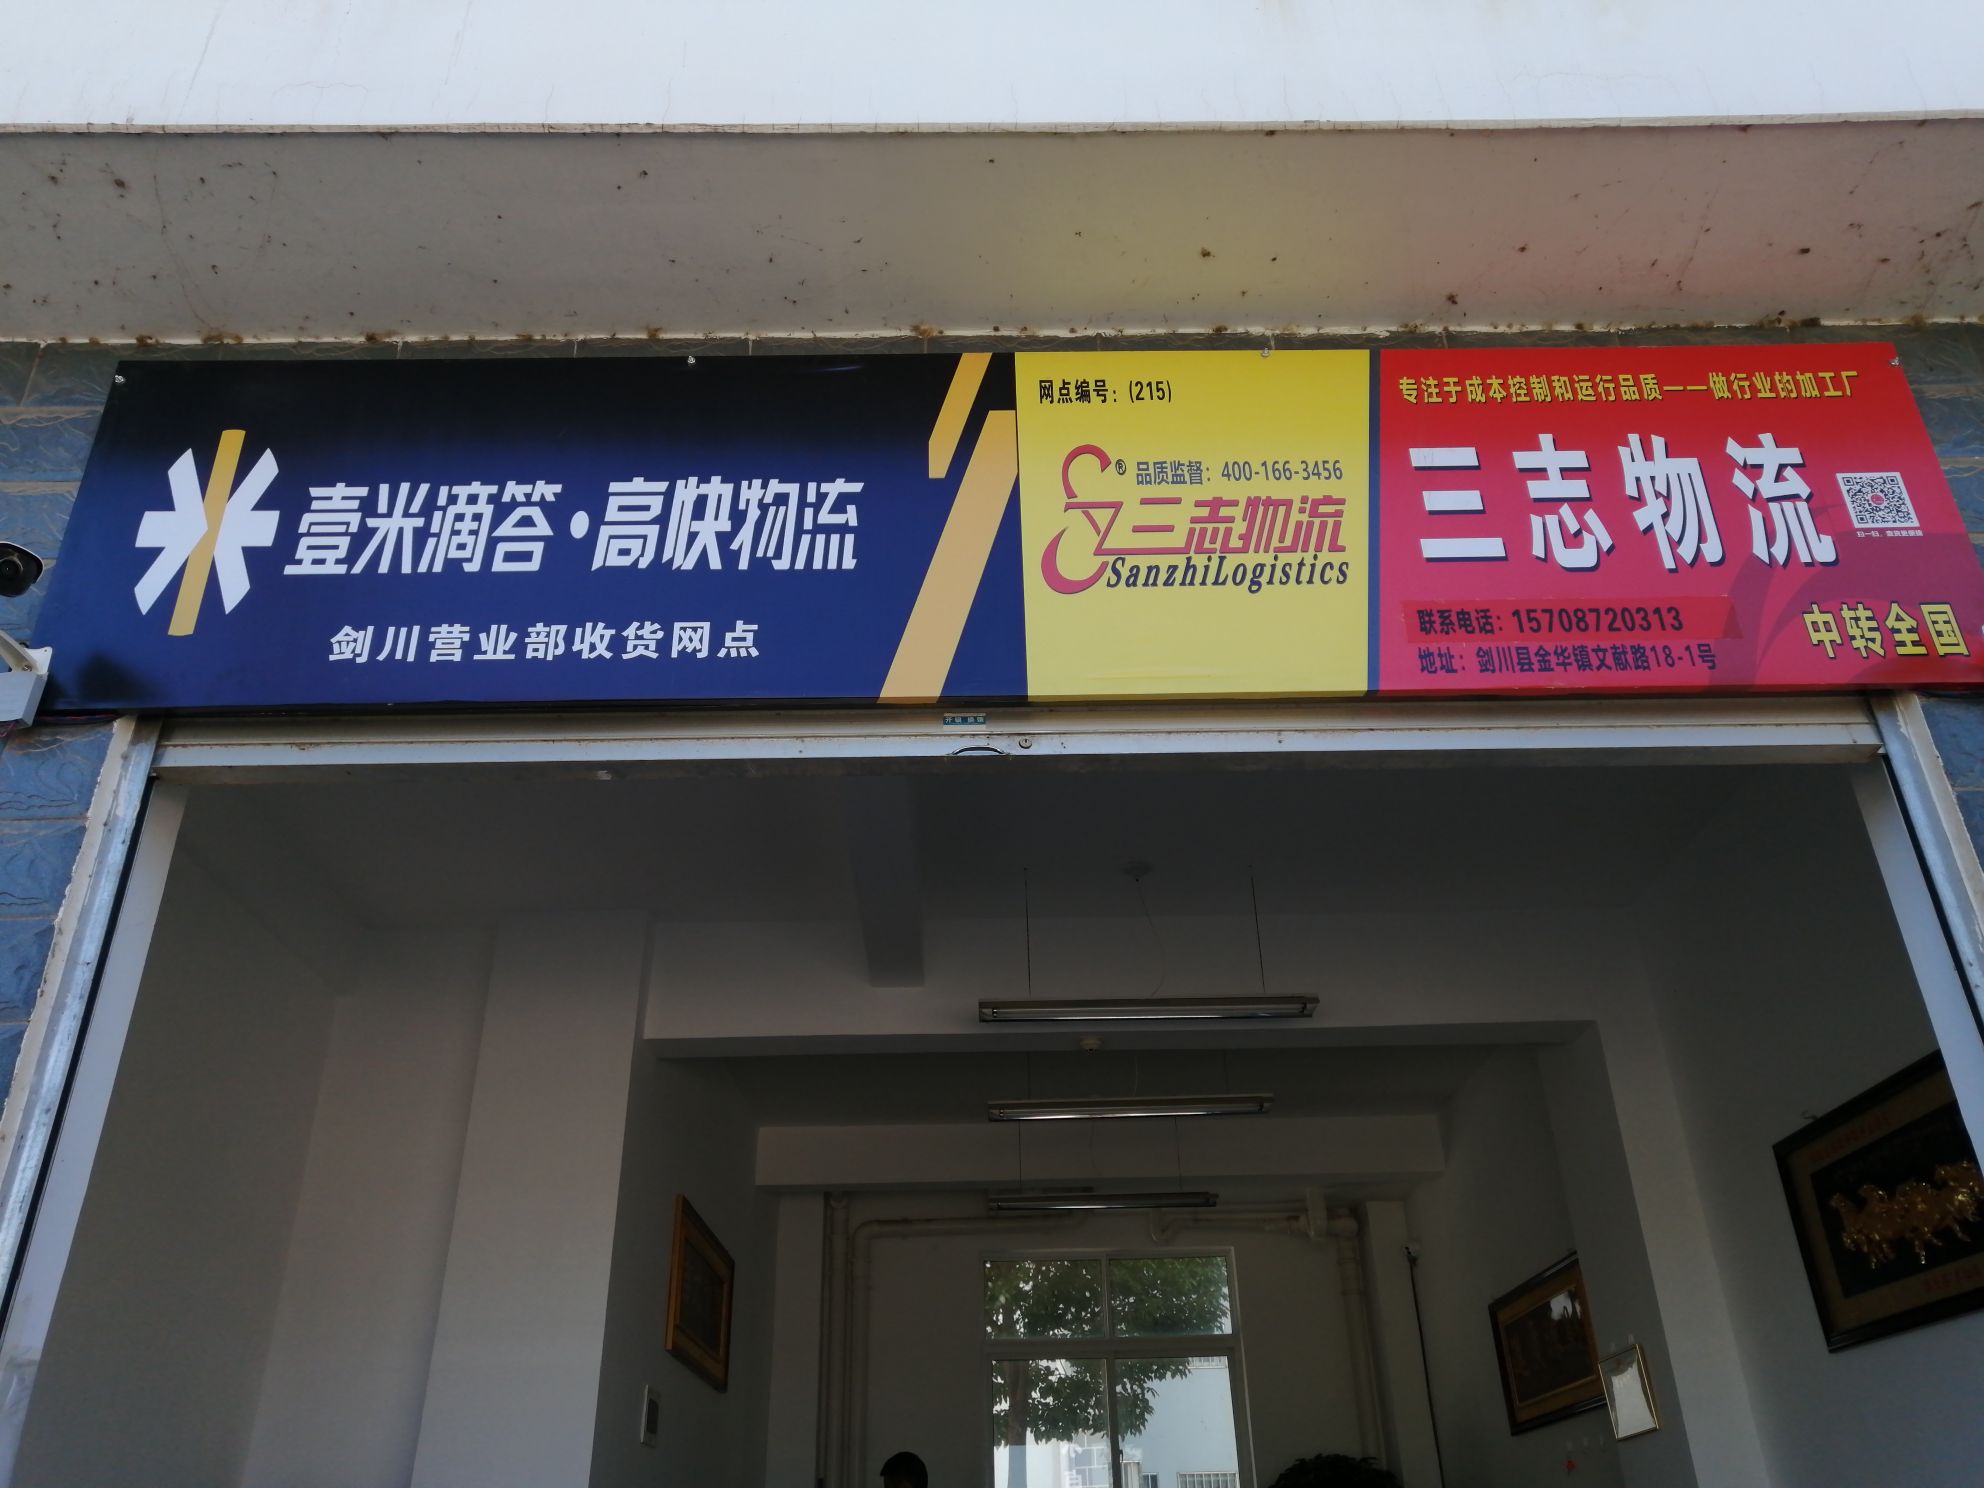 壹米滴答·高快物流
剑川营业部收货网点
网点编号：(215)
® 品质监督：400-166-3456
三志物流
SanzhiLogistics
专注于成本控制和运行品质——做行业的加工厂
三志物流
联系电话：15708720313
地址：剑川县金华镇文献路18-1号
中转全国